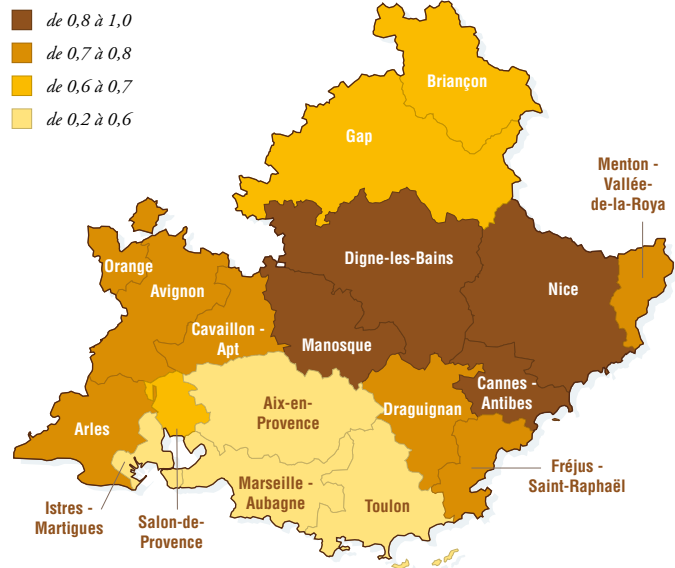 de 0,8 à 1,0
de 0,7 à 0,8
de 0,6 à 0,7
de 0,2 à 0,6
Briançon
Gap
Menton -
Vallée-
de-la-Roya
Orange
Digne-les-Bains
Avignon
Nice
Cavaillon -
Apt
Manosque
Cannes -
Antibes
Aix-en-
Provence
Draguignan
Arles
Fréjus -
Saint-Raphaël
Marseille -
Aubagne
Toulon
Istres -
Martigues
Salon-de-
Provence